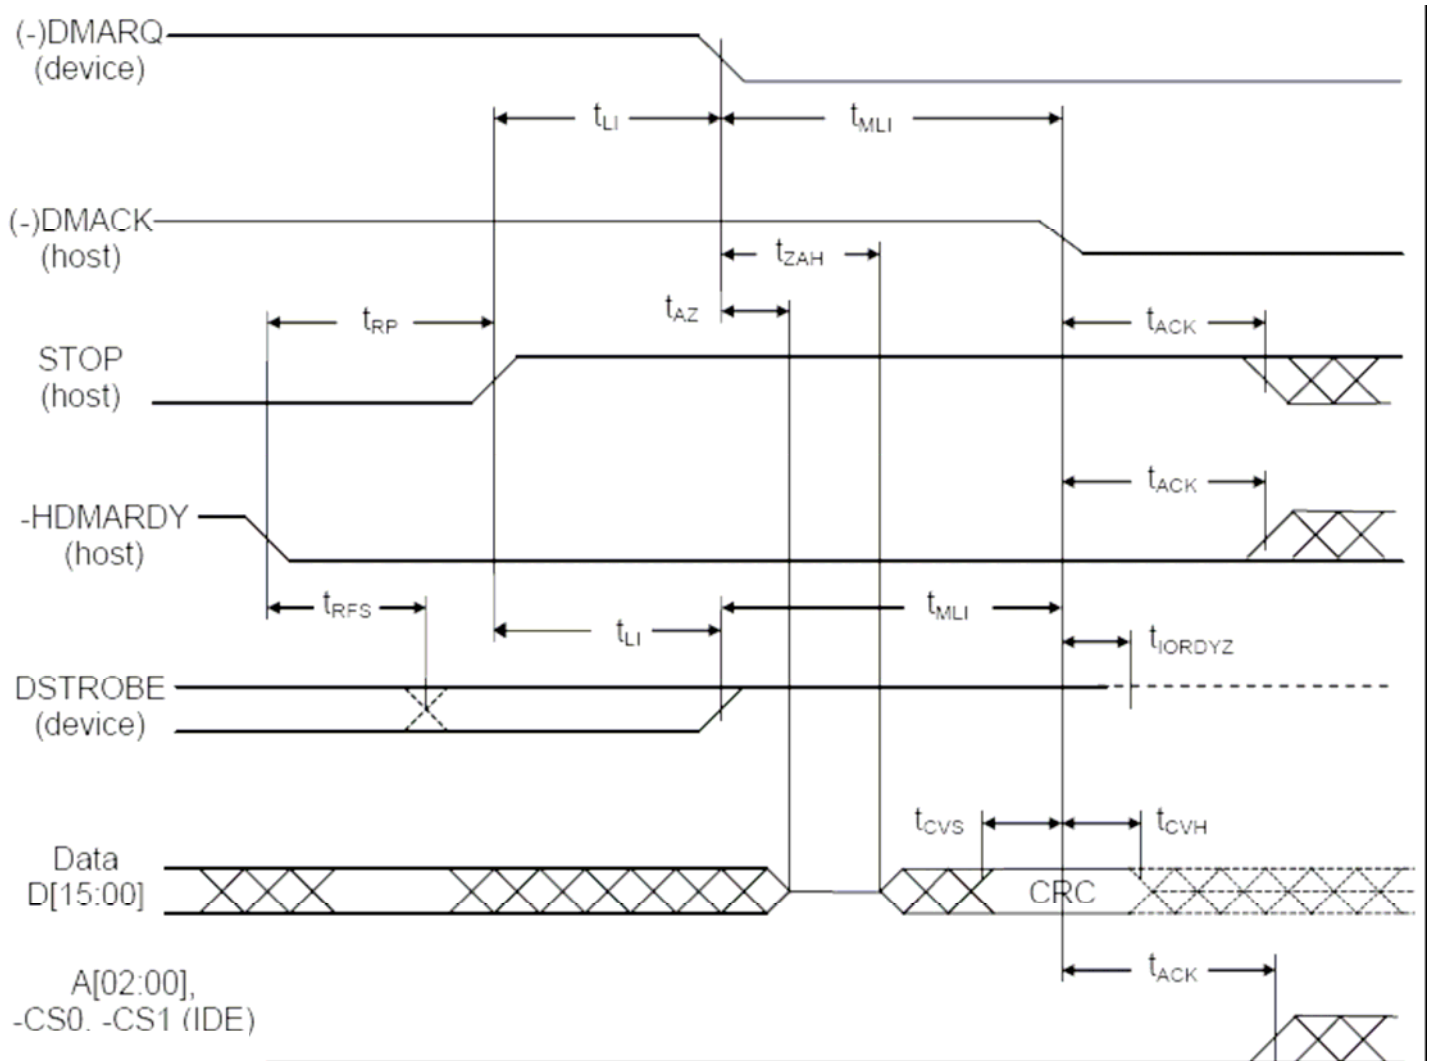 (-)DMARQ
(device)
tLI
tMLI
(-)DMACK
(host)
tZAH
tAZ
tRP
tACK
STOP
(host)
tACK
-HDMARDY
(host)
tRFS
tMLI
tLI
tIORDYZ
DSTROBE
(device)
tCVS
tCVH
Data
D[15:00]
CRC
tACK
A[02:00],
-CS0. -CS1 (IDE)